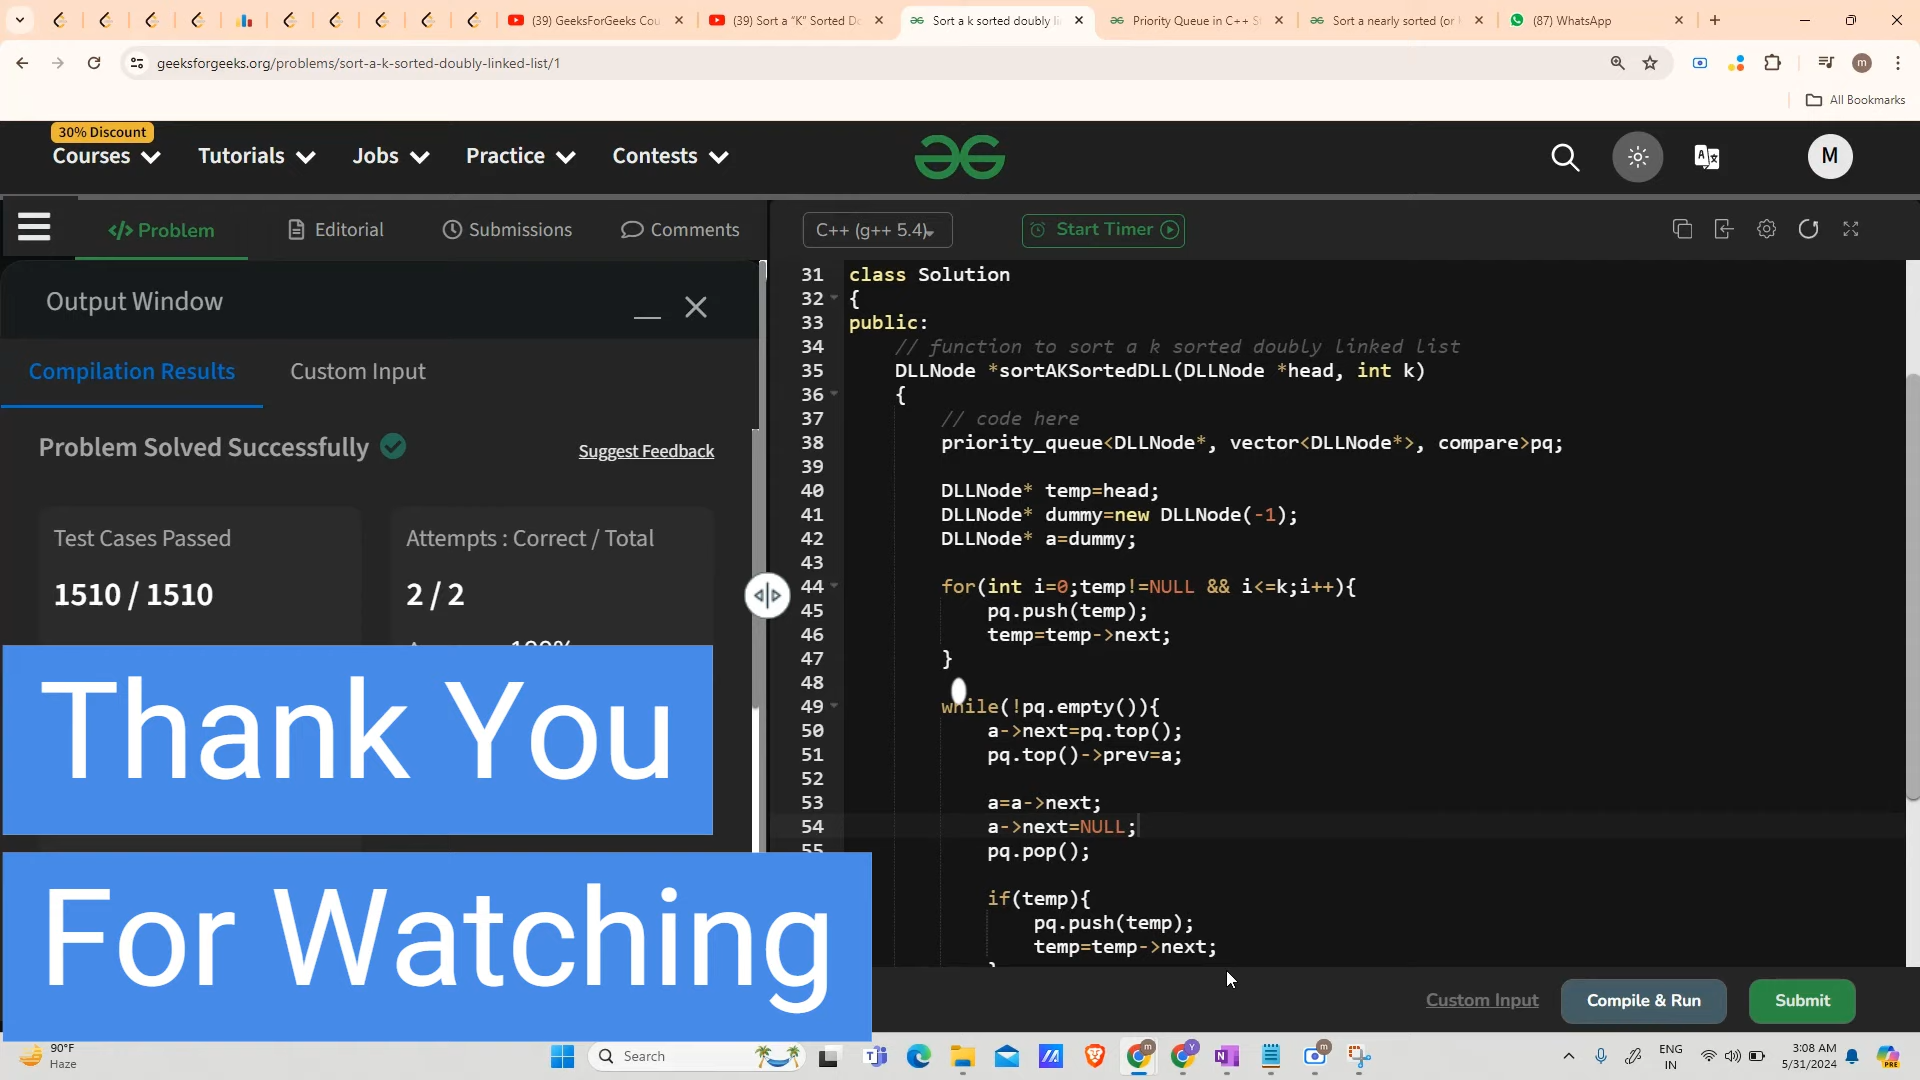 (39) GeeksForGeeks Cou
(39) Sort a "K" Sorted Do
Sort a k sorted doubly li
Priority Queue in C++ St
Sort a nearly sorted (or
(87) WhatsApp
geeksforgeeks.org/problems/sort-a-k-sorted-doubly-linked-list/1
m
All Bookmarks
30% Discount
Courses
Tutorials
Jobs
Practice
Contests
M
</> Problem
Editorial
Submissions
Comments
C++ (g++ 5.4)
Start Timer
Output Window
Compilation Results
Custom Input
Problem Solved Successfully
Suggest Feedback
Test Cases Passed
1510 / 1510
Attempts : Correct / Total
2 / 2
31 class Solution
32 {
33 public:
34 // function to sort a k sorted doubly linked list
35 DLLNode *sortAKSortedDLL(DLLNode *head, int k)
36 {
37 // code here
38 priority_queue<DLLNode*, vector<DLLNode*>, compare>pq;
39
40 DLLNode* temp=head;
41 DLLNode* dummy=new DLLNode(-1);
42 DLLNode* a=dummy;
43
44 for(int i=0;temp!=NULL && i<=k;i++){
45 pq.push(temp);
46 temp=temp->next;
47 }
48
49 while(!pq.empty()){
50 a->next=pq.top();
51 pq.top()->prev=a;
52
53 a=a->next;
54 a->next=NULL;
55 pq.pop();
if(temp){
pq.push(temp);
temp=temp->next;
Thank You
For Watching
Custom Input
Compile & Run
Submit
90°F
Haze
Search
m
Y
m
ENG
IN
3:08 AM
5/31/2024
PRE